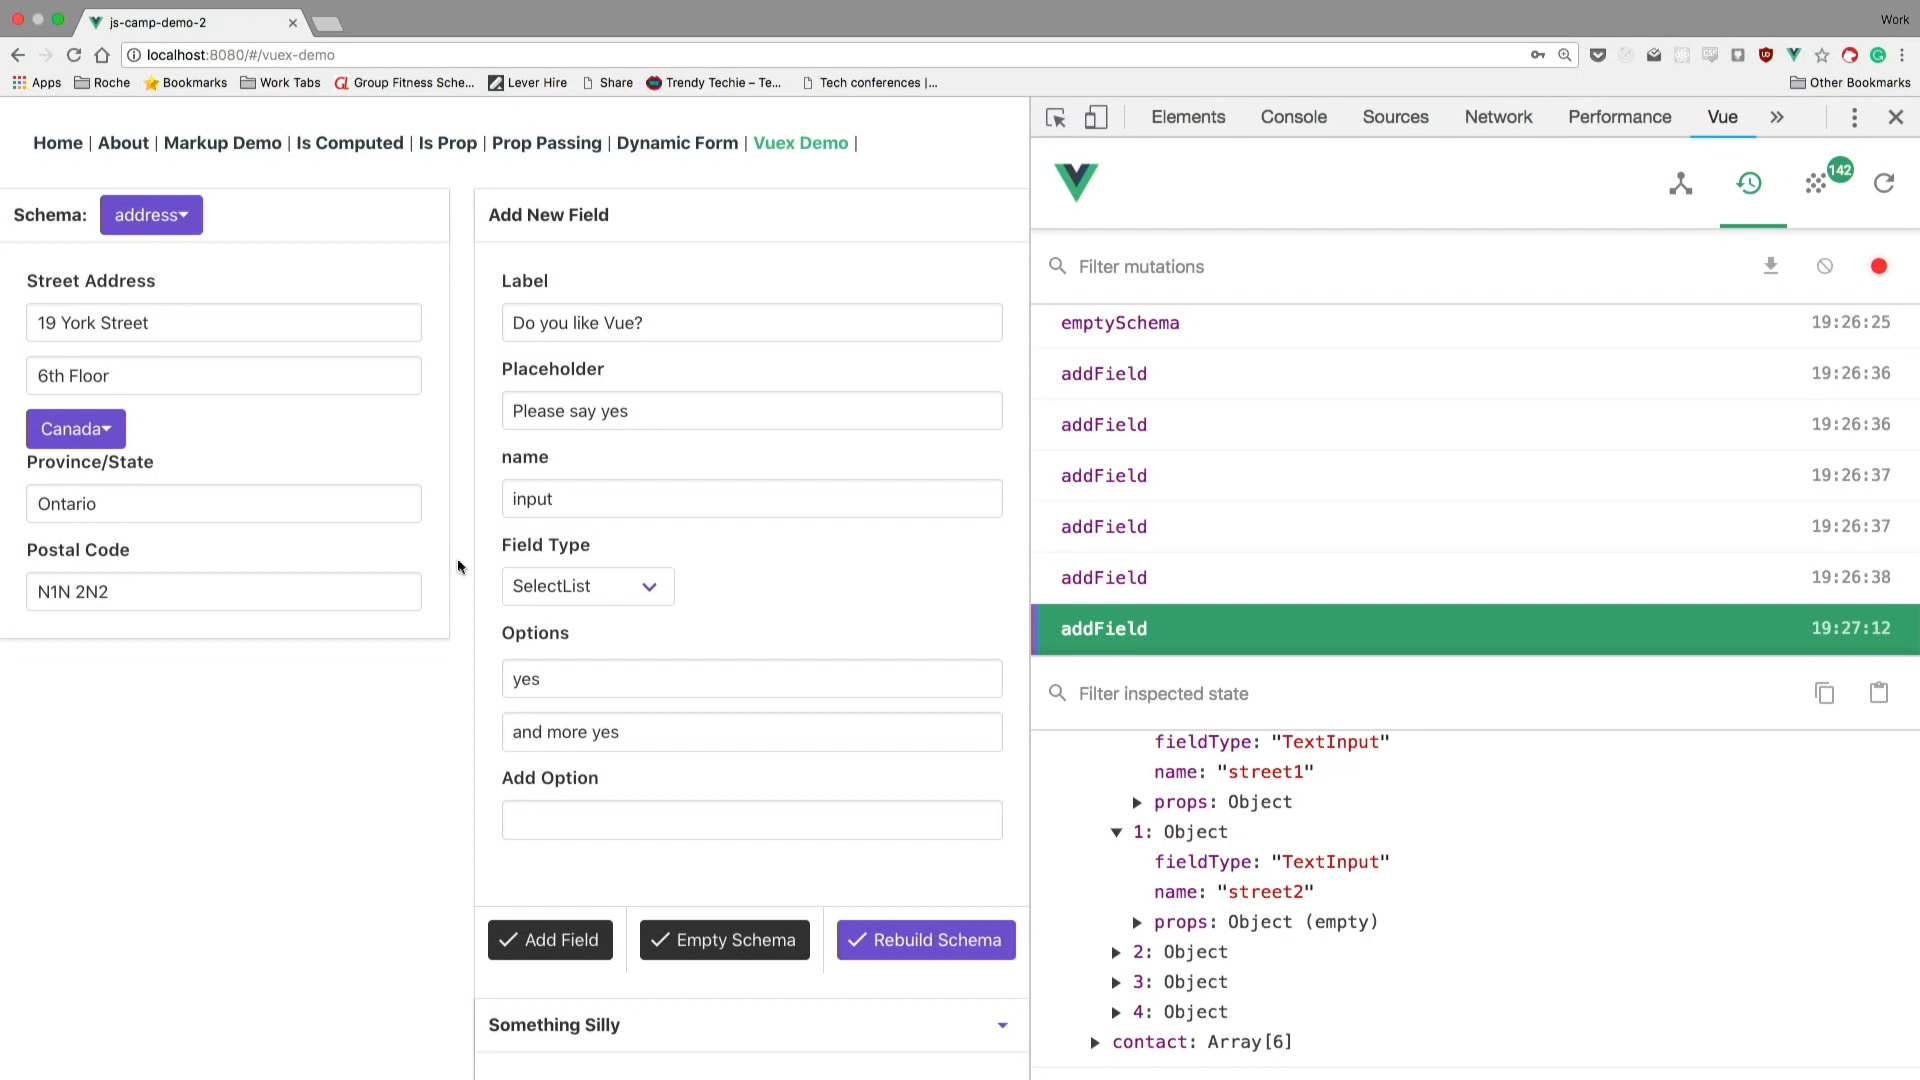 js-camp-demo-2
Work
localhost:8080/#/vuex-demo
Apps Roche Bookmarks Work Tabs Group Fitness Sche... Lever Hire Share Trendy Techie – Te... Tech conferences |... Other Bookmarks
Home | About | Markup Demo | Is Computed | Is Prop | Prop Passing | Dynamic Form | Vuex Demo |
Schema: address
Street Address
19 York Street
6th Floor
Canada
Province/State
Ontario
Postal Code
N1N 2N2
Add New Field
Label
Do you like Vue?
Placeholder
Please say yes
name
input
Field Type
SelectList
Options
yes
and more yes
Add Option
Add Field Empty Schema Rebuild Schema
Something Silly
Elements Console Sources Network Performance Vue »
142
Filter mutations
emptySchema 19:26:25
addField 19:26:36
addField 19:26:36
addField 19:26:37
addField 19:26:37
addField 19:26:38
addField 19:27:12
Filter inspected state
fieldType: "TextInput"
name: "street1"
props: Object
1: Object
fieldType: "TextInput"
name: "street2"
props: Object (empty)
2: Object
3: Object
4: Object
contact: Array[6]